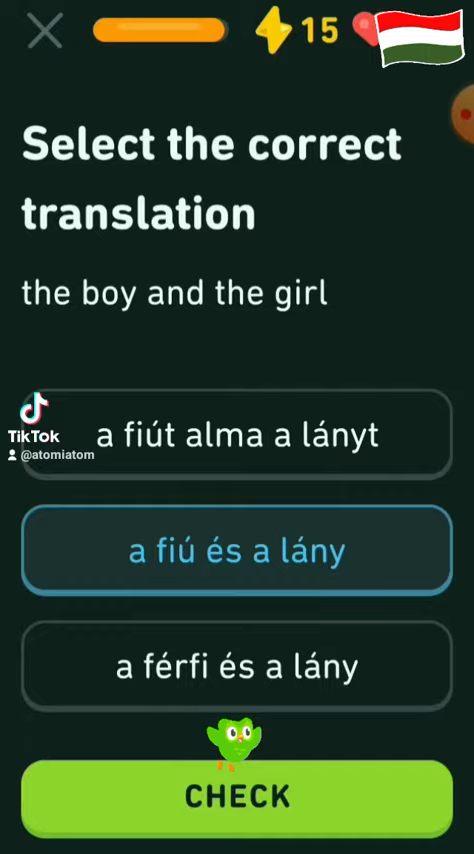 15
Select the correct
translation
the boy and the girl
a fiút alma a lányt
TikTok
@atomiatom
a fiú és a lány
a férfi és a lány
CHECK